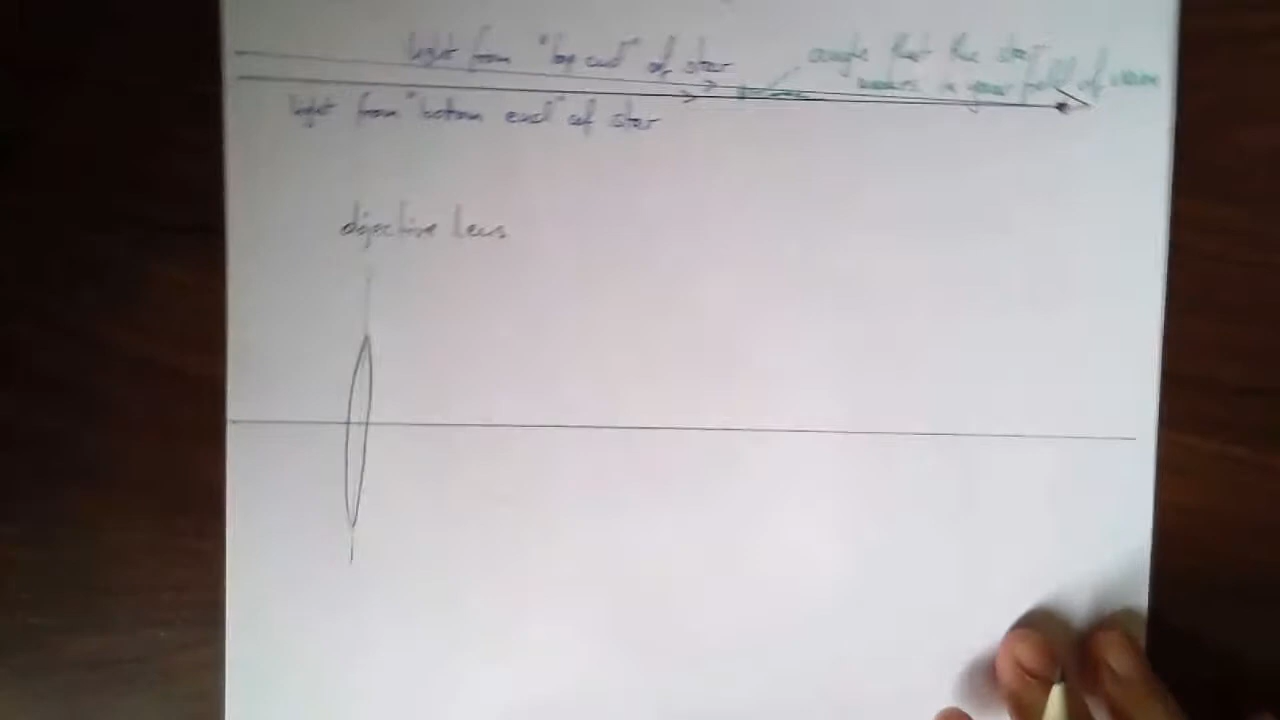 light from "top end" of star
angle that the star
makes in your field of vision
light from "bottom end" of star
objective lens